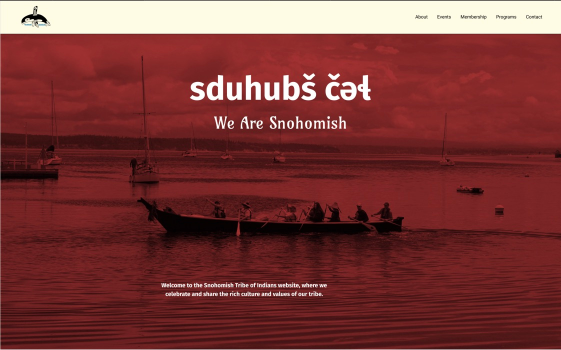 About Events Membership Programs Contact
sduhubš čəɬ
We Are Snohomish
Welcome to the Snohomish Tribe of Indians website, where we
celebrate and share the rich culture and values of our tribe.